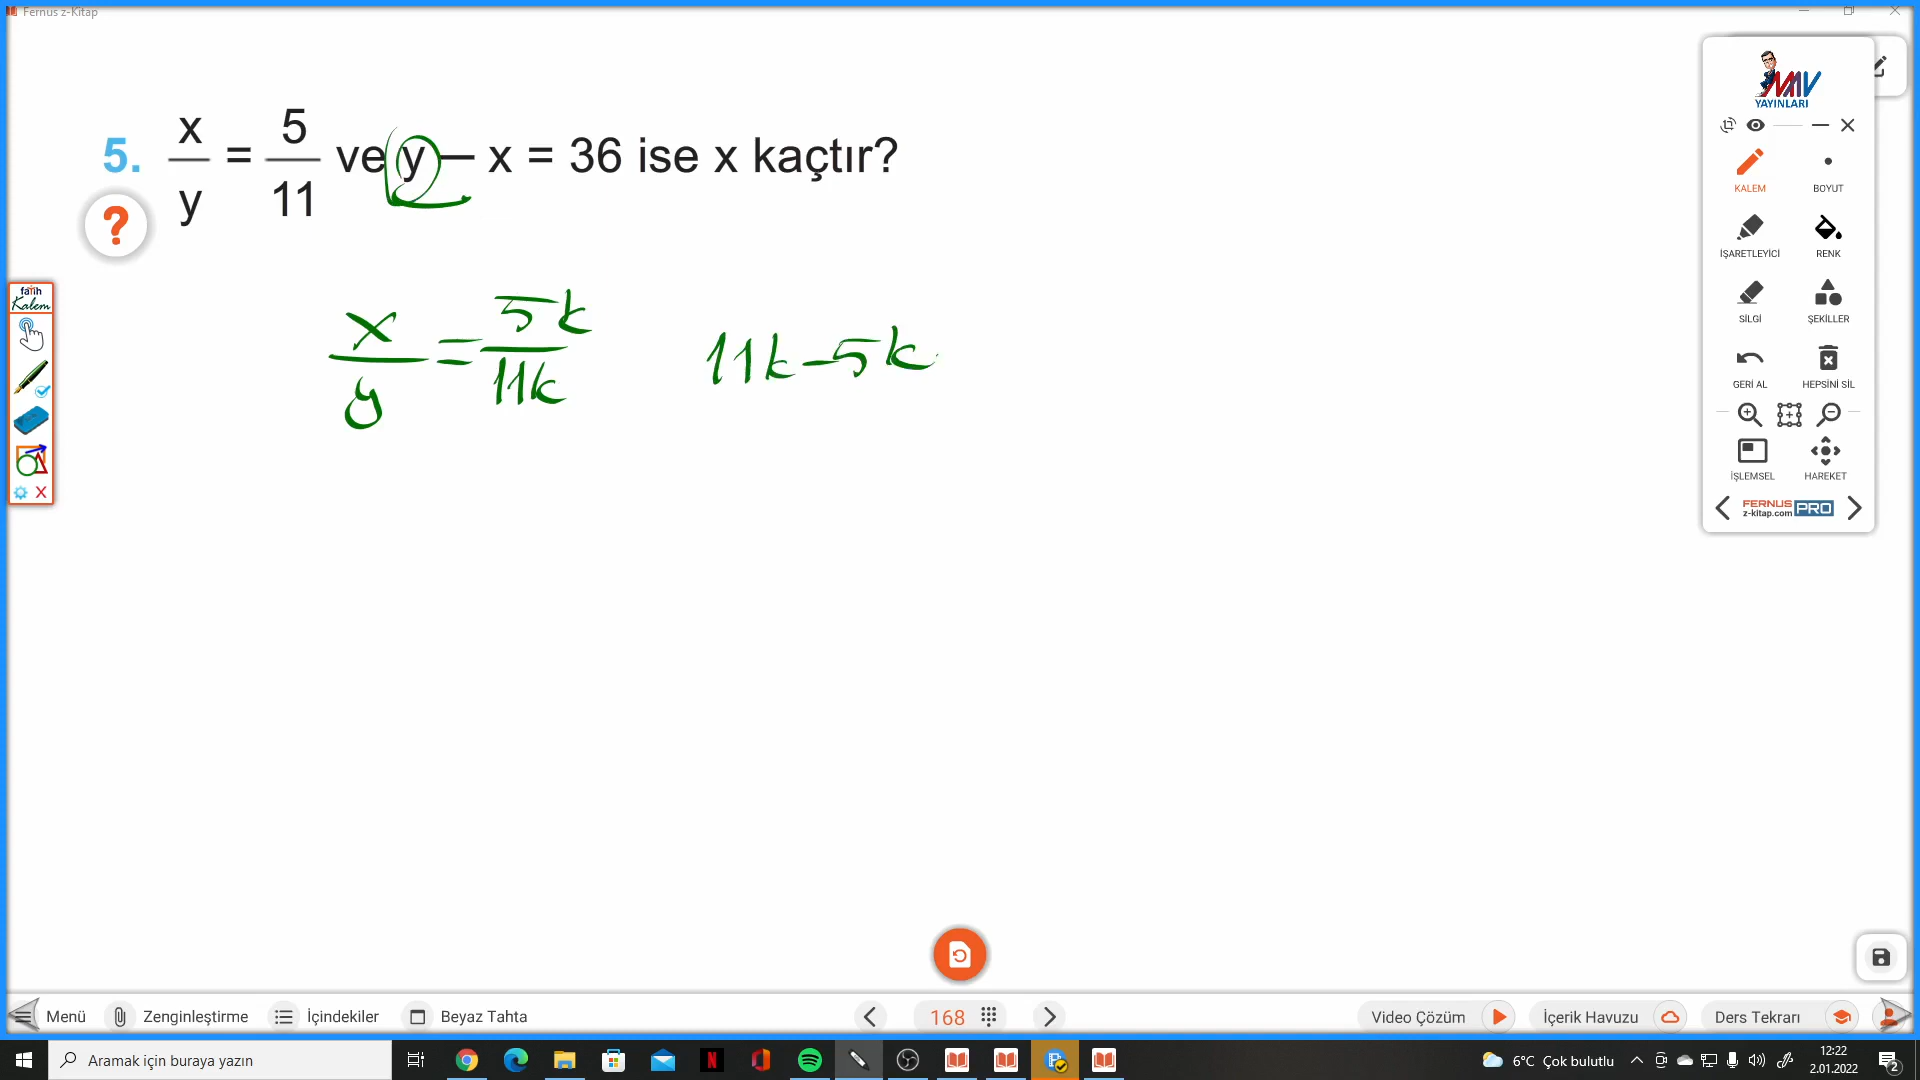 Fernus z-Kitap
5. x/y = 5/11 ve y – x = 36 ise x kaçtır?
x/y = 5k/11k
11k – 5k
fatih
Kalem
MAV
YAYINLARI
KALEM
BOYUT
İŞARETLEYİCİ
RENK
SİLGİ
ŞEKİLLER
GERİ AL
HEPSİNİ SİL
İŞLEMSEL
HAREKET
FERNUS
z-kitap.com PRO
Menü
Zenginleştirme
İçindekiler
Beyaz Tahta
168
Video Çözüm
İçerik Havuzu
Ders Tekrarı
Aramak için buraya yazın
6°C Çok bulutlu
12:22
2.01.2022
2